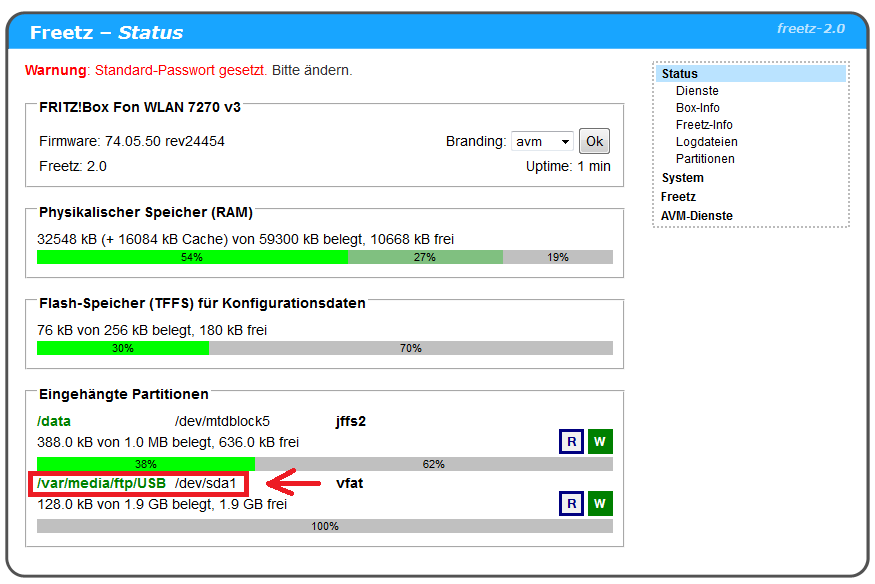 Freetz – Status
freetz-2.0
Warnung: Standard-Passwort gesetzt. Bitte ändern.
FRITZ!Box Fon WLAN 7270 v3
Firmware: 74.05.50 rev24454
Branding: avm Ok
Freetz: 2.0
Uptime: 1 min
Physikalischer Speicher (RAM)
32548 kB (+ 16084 kB Cache) von 59300 kB belegt, 10668 kB frei
54% 27% 19%
Flash-Speicher (TFFS) für Konfigurationsdaten
76 kB von 256 kB belegt, 180 kB frei
30% 70%
Eingehängte Partitionen
/data /dev/mtdblock5 jffs2
388.0 kB von 1.0 MB belegt, 636.0 kB frei
R W
38% 62%
/var/media/ftp/USB /dev/sda1 vfat
128.0 kB von 1.9 GB belegt, 1.9 GB frei
R W
100%
Status
Dienste
Box-Info
Freetz-Info
Logdateien
Partitionen
System
Freetz
AVM-Dienste